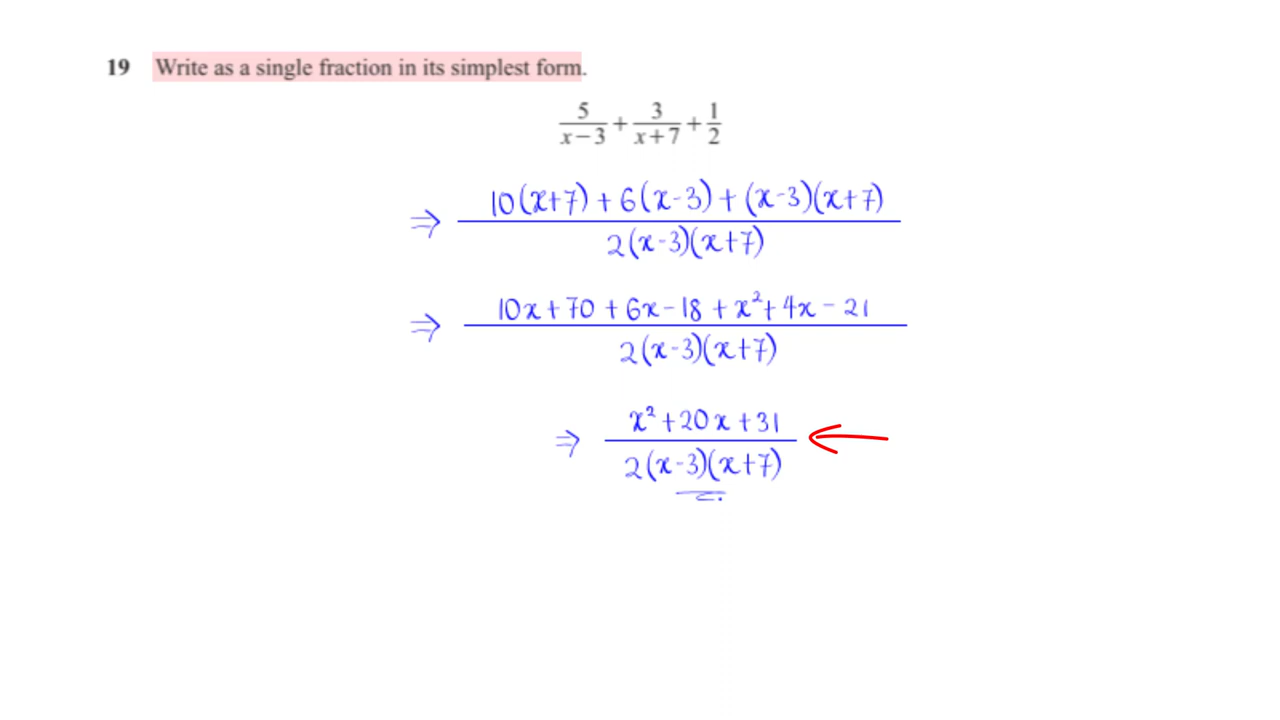 19 Write as a single fraction in its simplest form.
5/(x−3) + 3/(x+7) + 1/2
⇒ (10(x+7) + 6(x-3) + (x-3)(x+7))/(2(x-3)(x+7))
⇒ (10x + 70 + 6x - 18 + x² + 4x - 21)/(2(x-3)(x+7))
⇒ (x² + 20x + 31)/(2(x-3)(x+7))